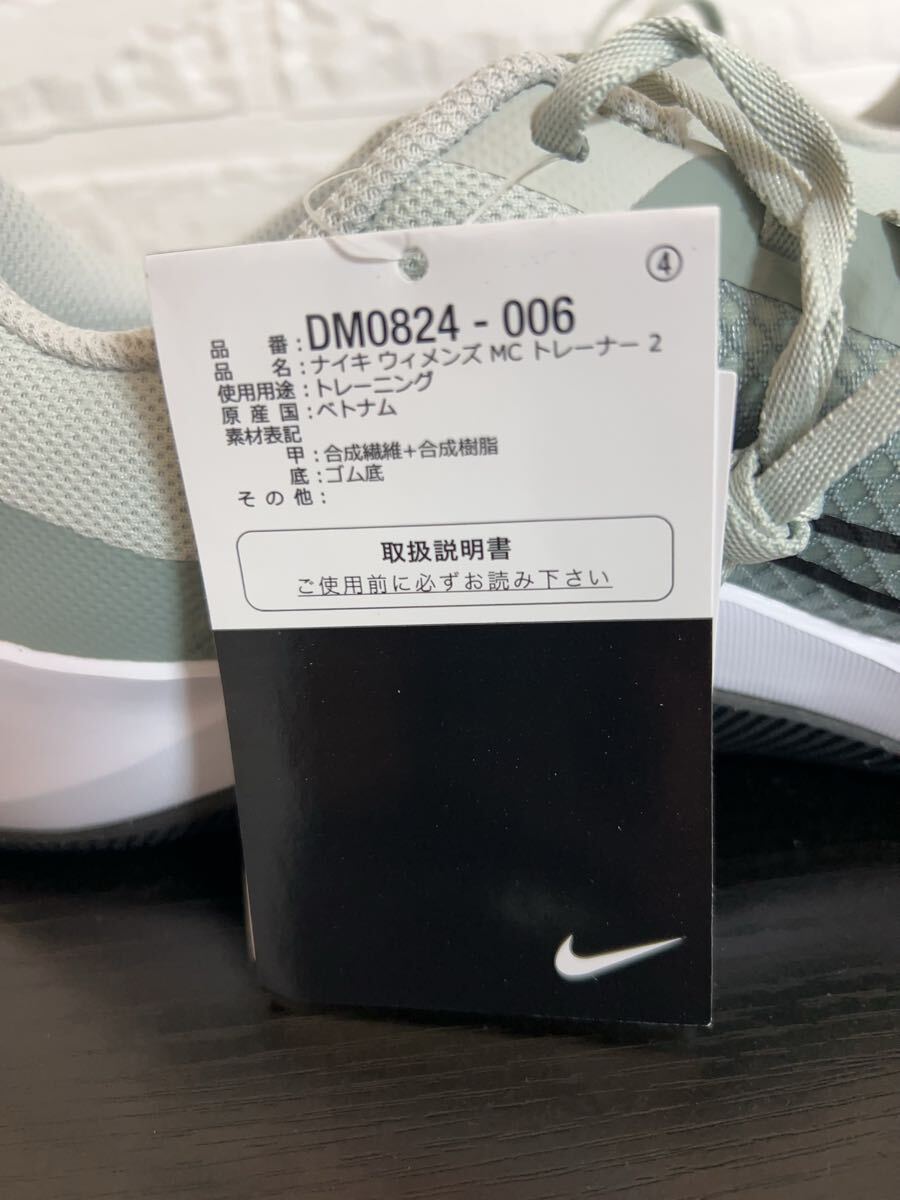 ④
品番:DM0824-006
品名:ナイキ ウィメンズ MC トレーナー 2
使用用途:トレーニング
原産国:ベトナム
素材表記
甲:合成繊維+合成樹脂
底:ゴム底
その他:
取扱説明書
ご使用前に必ずお読み下さい